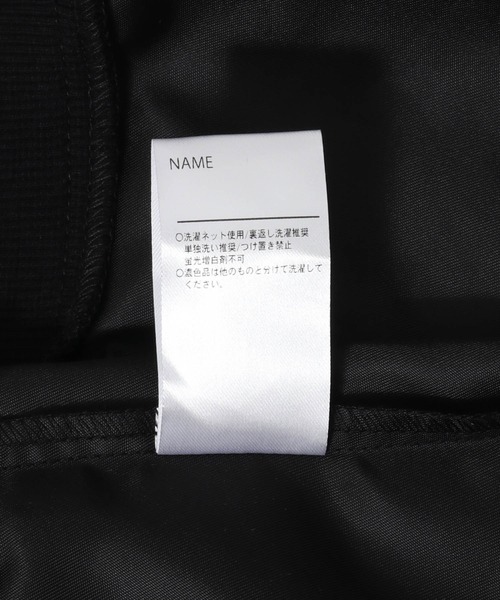 NAME
○洗濯ネット使用/裏返し洗濯推奨
単独洗い推奨/つけ置き禁止
蛍光増白剤不可
○濃色品は他のものと分けて洗濯して
ください。